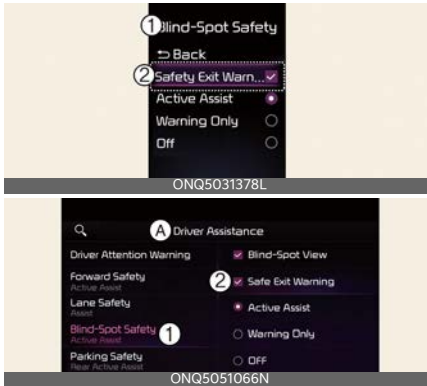 ① Blind-Spot Safety
Back
② Safety Exit Warn...
Active Assist
Warning Only
Off
ONQ5031378L
Ⓐ Driver Assistance
Driver Attention Warning
Blind-Spot View
Forward Safety
Active Assist
② Safe Exit Warning
Lane Safety
Assist
Active Assist
Blind-Spot Safety ①
Active Assist
Warning Only
Parking Safety
Rear Active Assist
OFF
ONQ5051066N